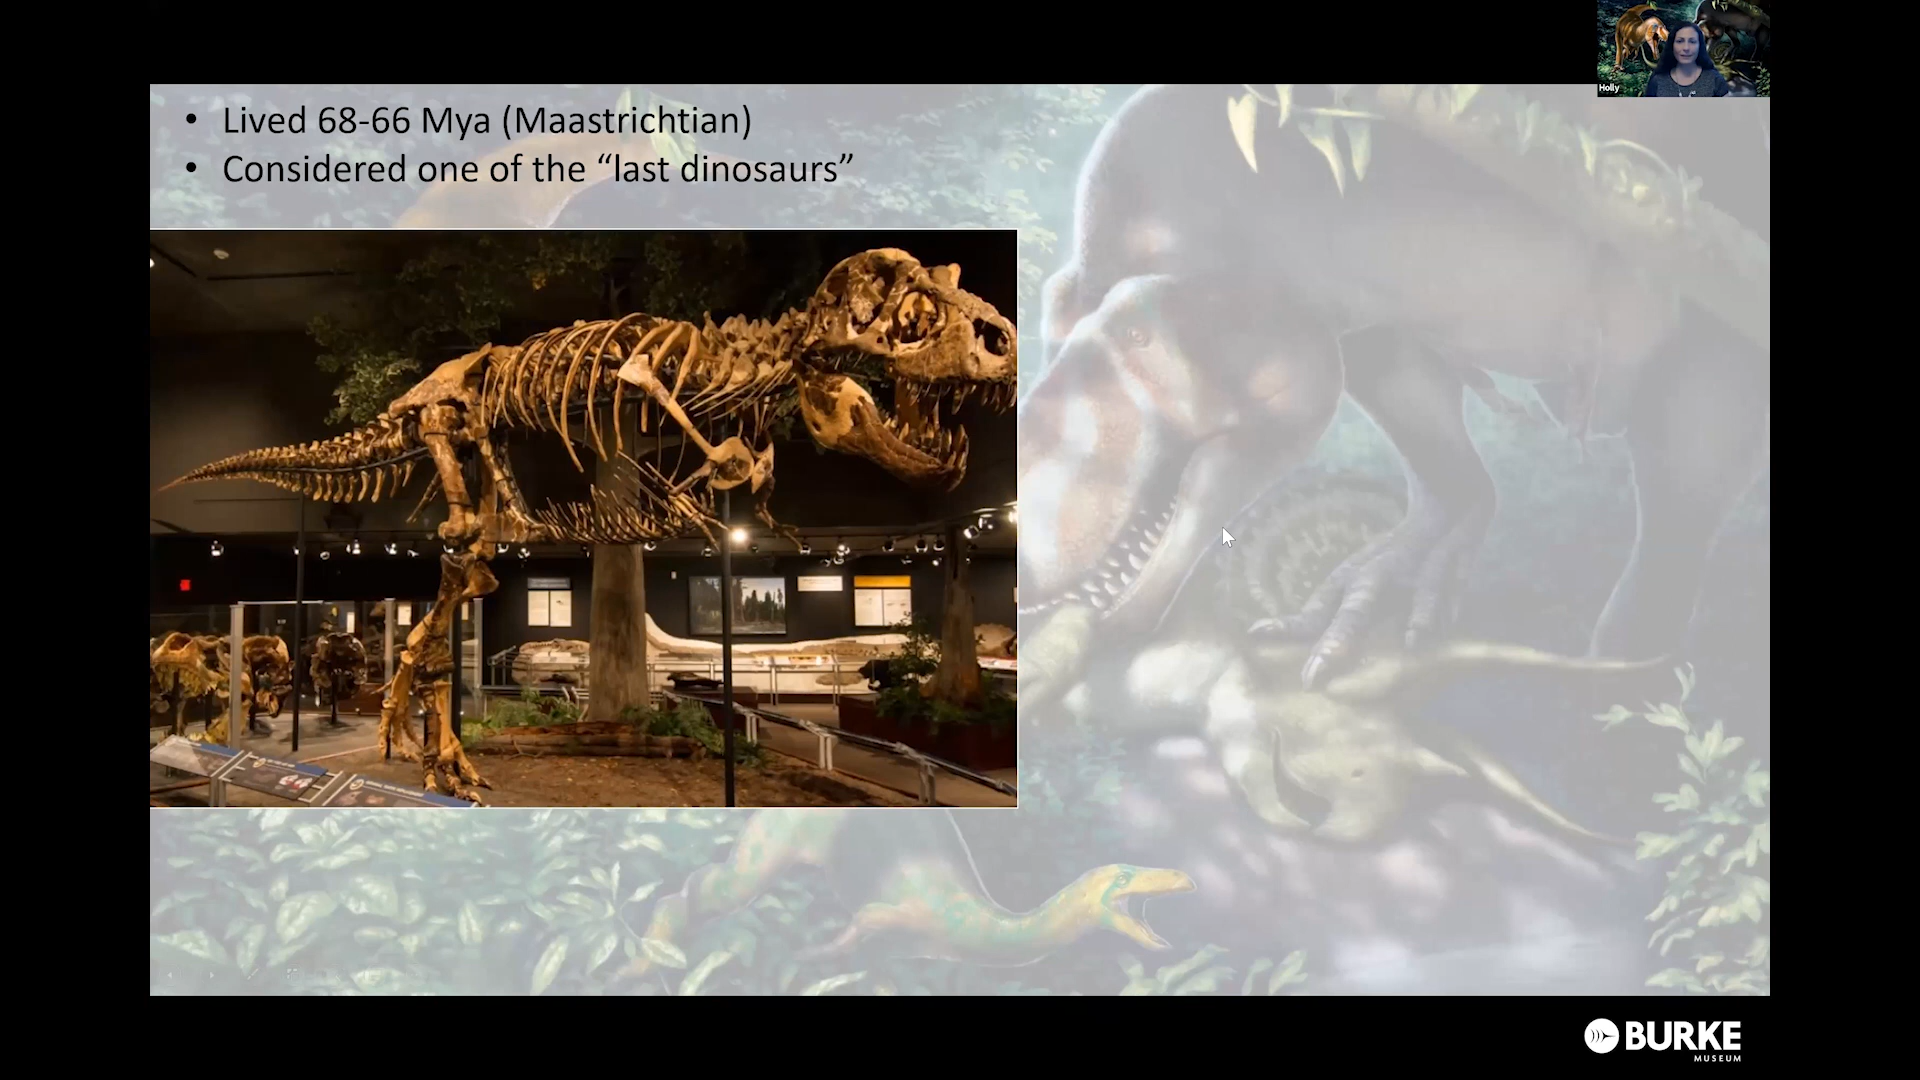 Holly
• Lived 68-66 Mya (Maastrichtian)
• Considered one of the “last dinosaurs”
BURKE
MUSEUM